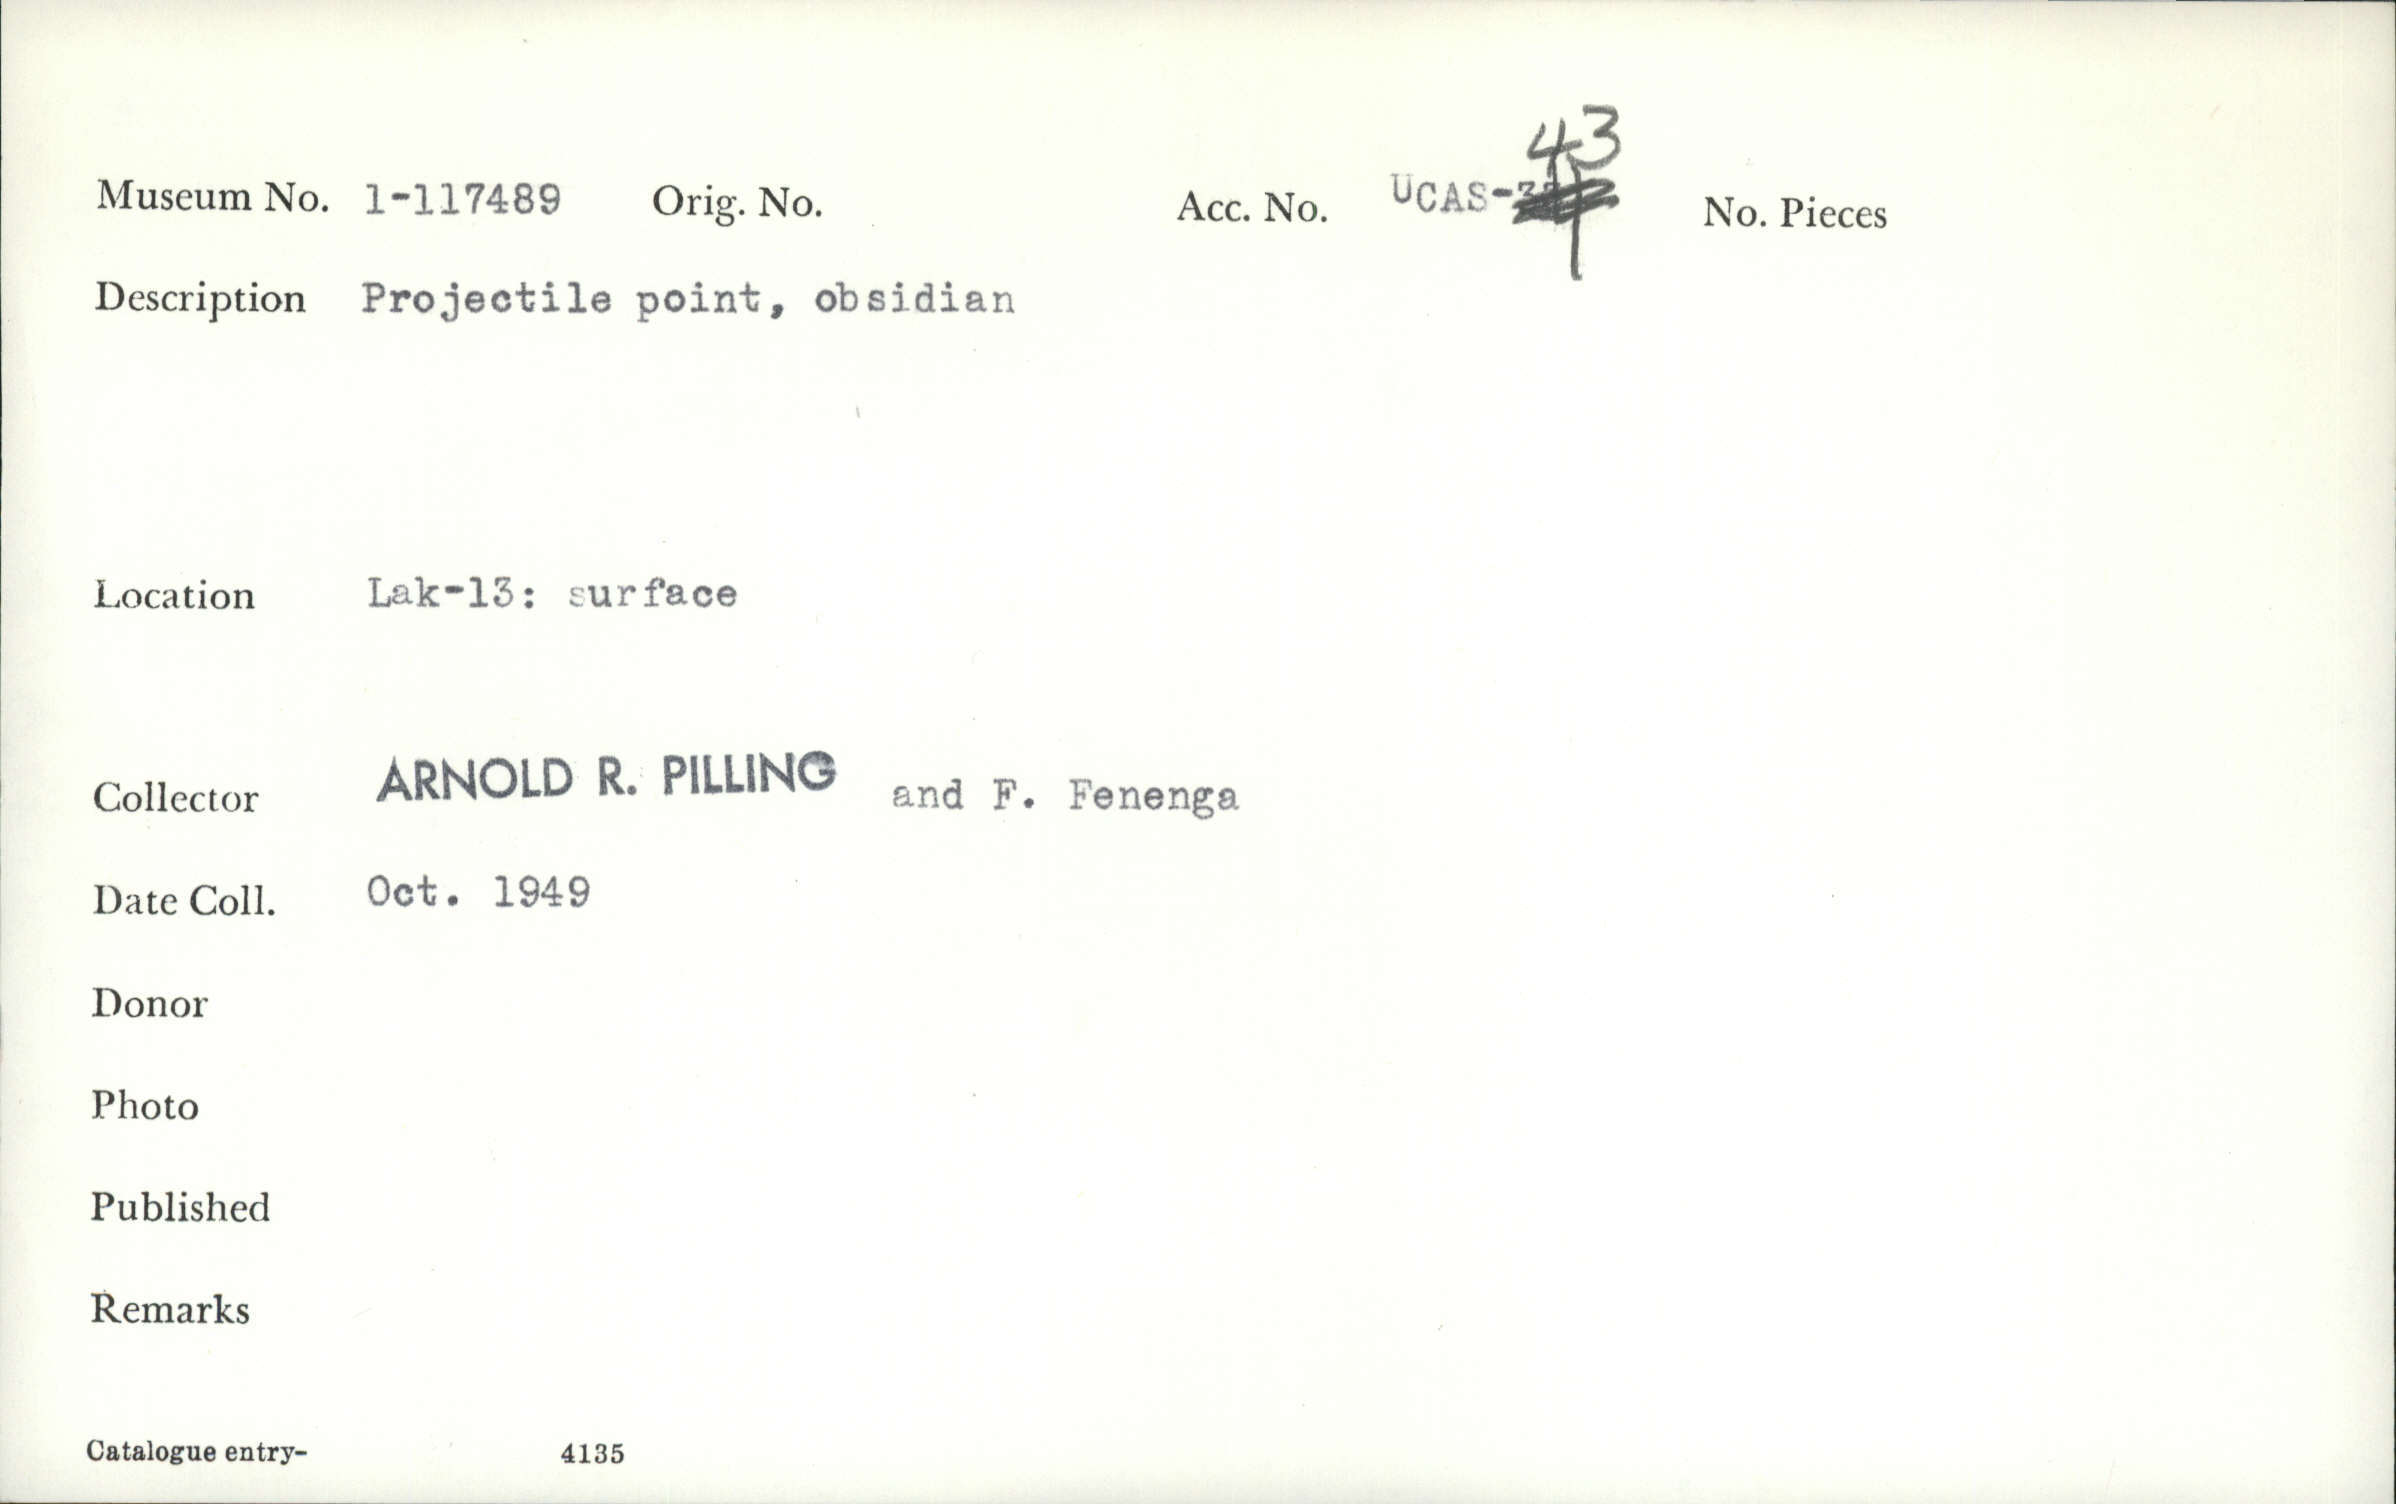 Museum No. 1-117489 Orig. No. Acc. No. UCAS- 43 No. Pieces
Description Projectile point, obsidian
Location Lak-13: surface
Collector ARNOLD R. PILLING and F. Fenenga
Date Coll. Oct. 1949
Donor
Photo
Published
Remarks
Catalogue entry- 4135